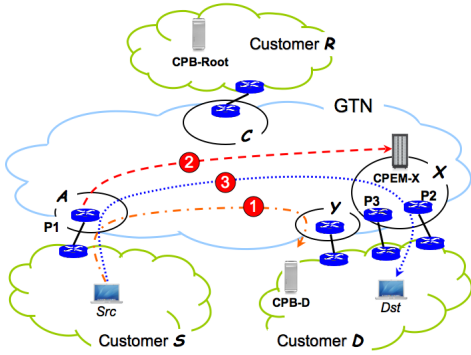 CPB-Root
Customer R
GTN
C
2
CPEM-X
X
A
3
P2
P1
1
Y
P3
Src
CPB-D
Dst
Customer S
Customer D